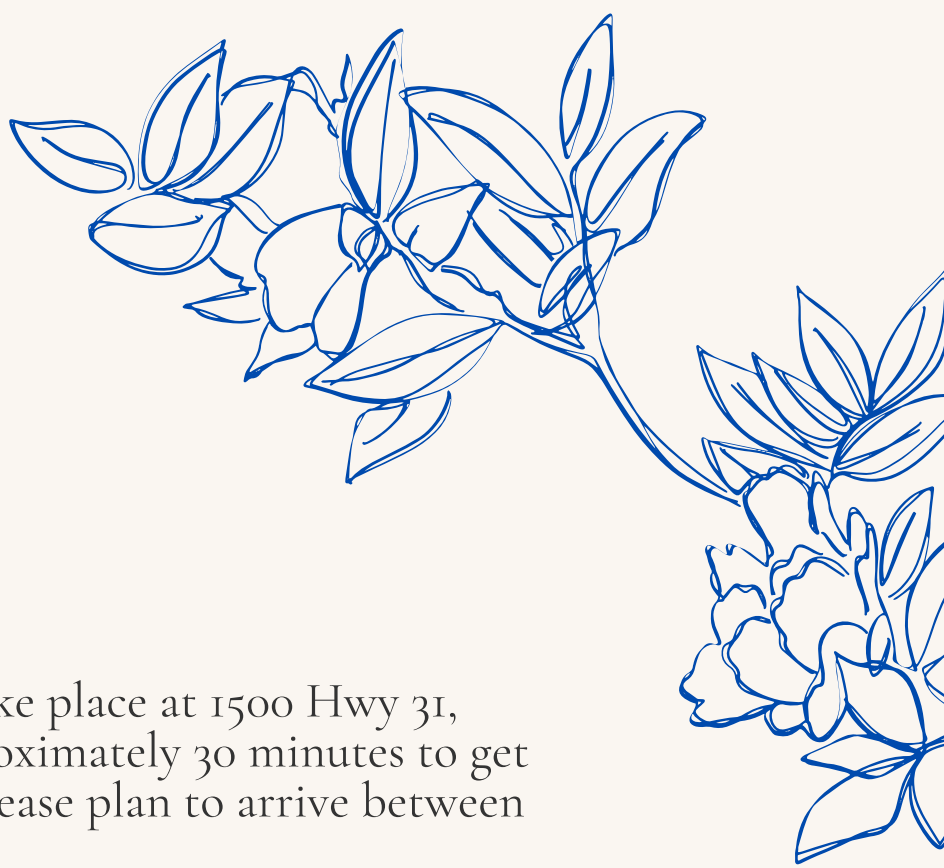 ke place at 1500 Hwy 31,
oximately 30 minutes to get
ease plan to arrive between